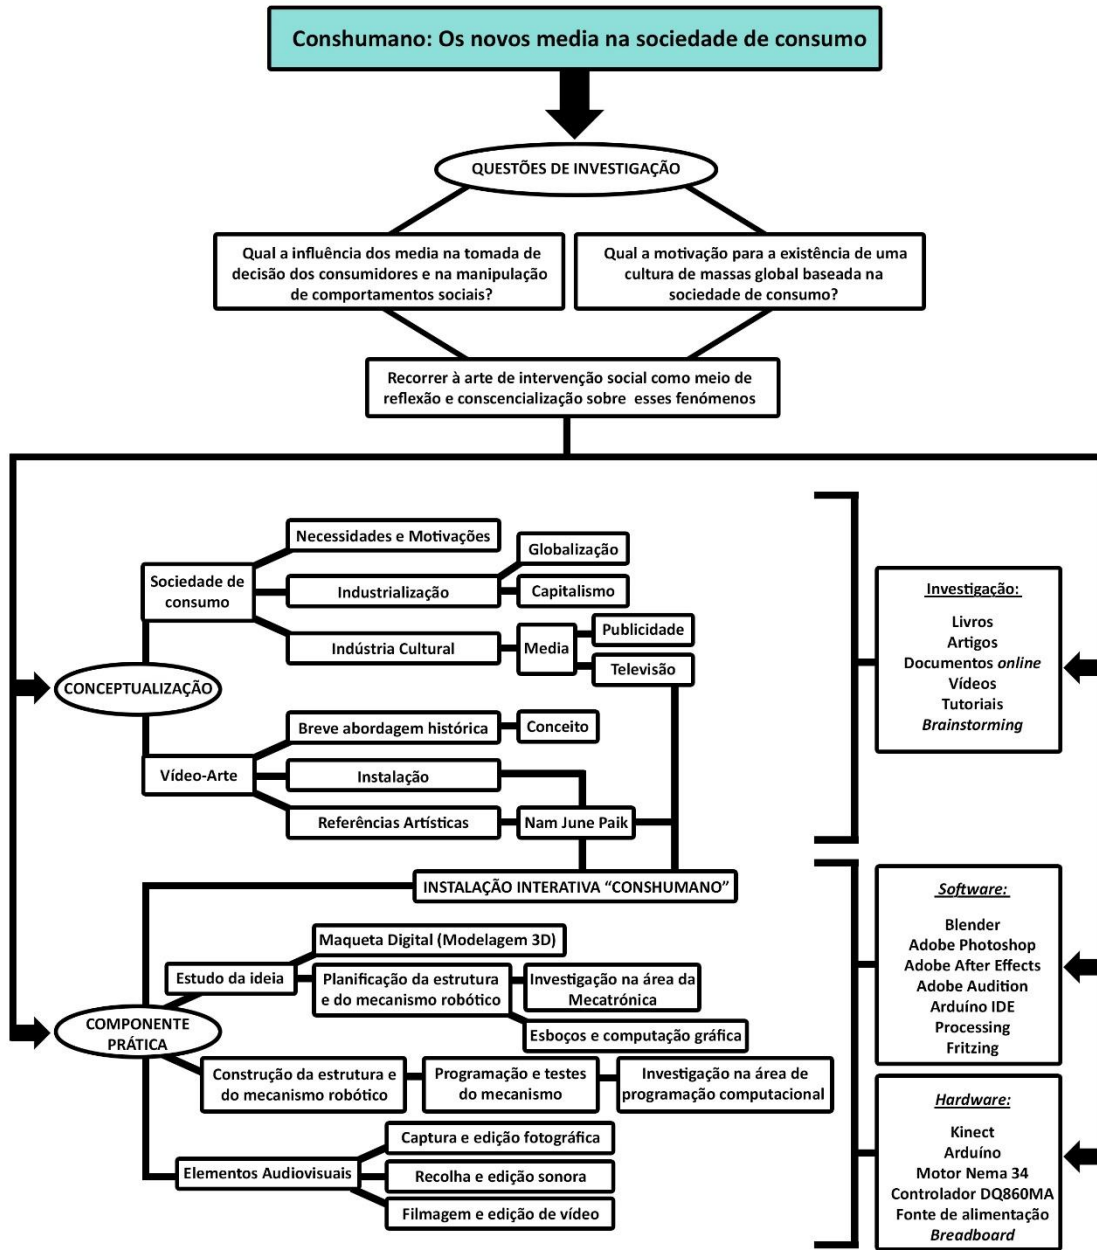 Conshumano: Os novos media na sociedade de consumo
QUESTÕES DE INVESTIGAÇÃO
Qual a influência dos media na tomada de
decisão dos consumidores e na manipulação
de comportamentos sociais?
Qual a motivação para a existência de uma
cultura de massas global baseada na
sociedade de consumo?
Recorrer à arte de intervenção social como meio de
reflexão e conscencialização sobre esses fenómenos
CONCEPTUALIZAÇÃO
Sociedade de
consumo
Necessidades e Motivações
Industrialização
Globalização
Capitalismo
Indústria Cultural
Media
Publicidade
Televisão
Vídeo-Arte
Breve abordagem histórica
Conceito
Instalação
Referências Artísticas
Nam June Paik
INSTALAÇÃO INTERATIVA “CONSHUMANO”
COMPONENTE
PRÁTICA
Estudo da ideia
Maqueta Digital (Modelagem 3D)
Planificação da estrutura
e do mecanismo robótico
Investigação na área da
Mecatrónica
Esboços e computação gráfica
Construção da estrutura e
do mecanismo robótico
Programação e testes
do mecanismo
Investigação na área de
programação computacional
Elementos Audiovisuais
Captura e edição fotográfica
Recolha e edição sonora
Filmagem e edição de vídeo
Investigação:
Livros
Artigos
Documentos online
Vídeos
Tutoriais
Brainstorming
Software:
Blender
Adobe Photoshop
Adobe After Effects
Adobe Audition
Arduíno IDE
Processing
Fritzing
Hardware:
Kinect
Arduíno
Motor Nema 34
Controlador DQ860MA
Fonte de alimentação
Breadboard